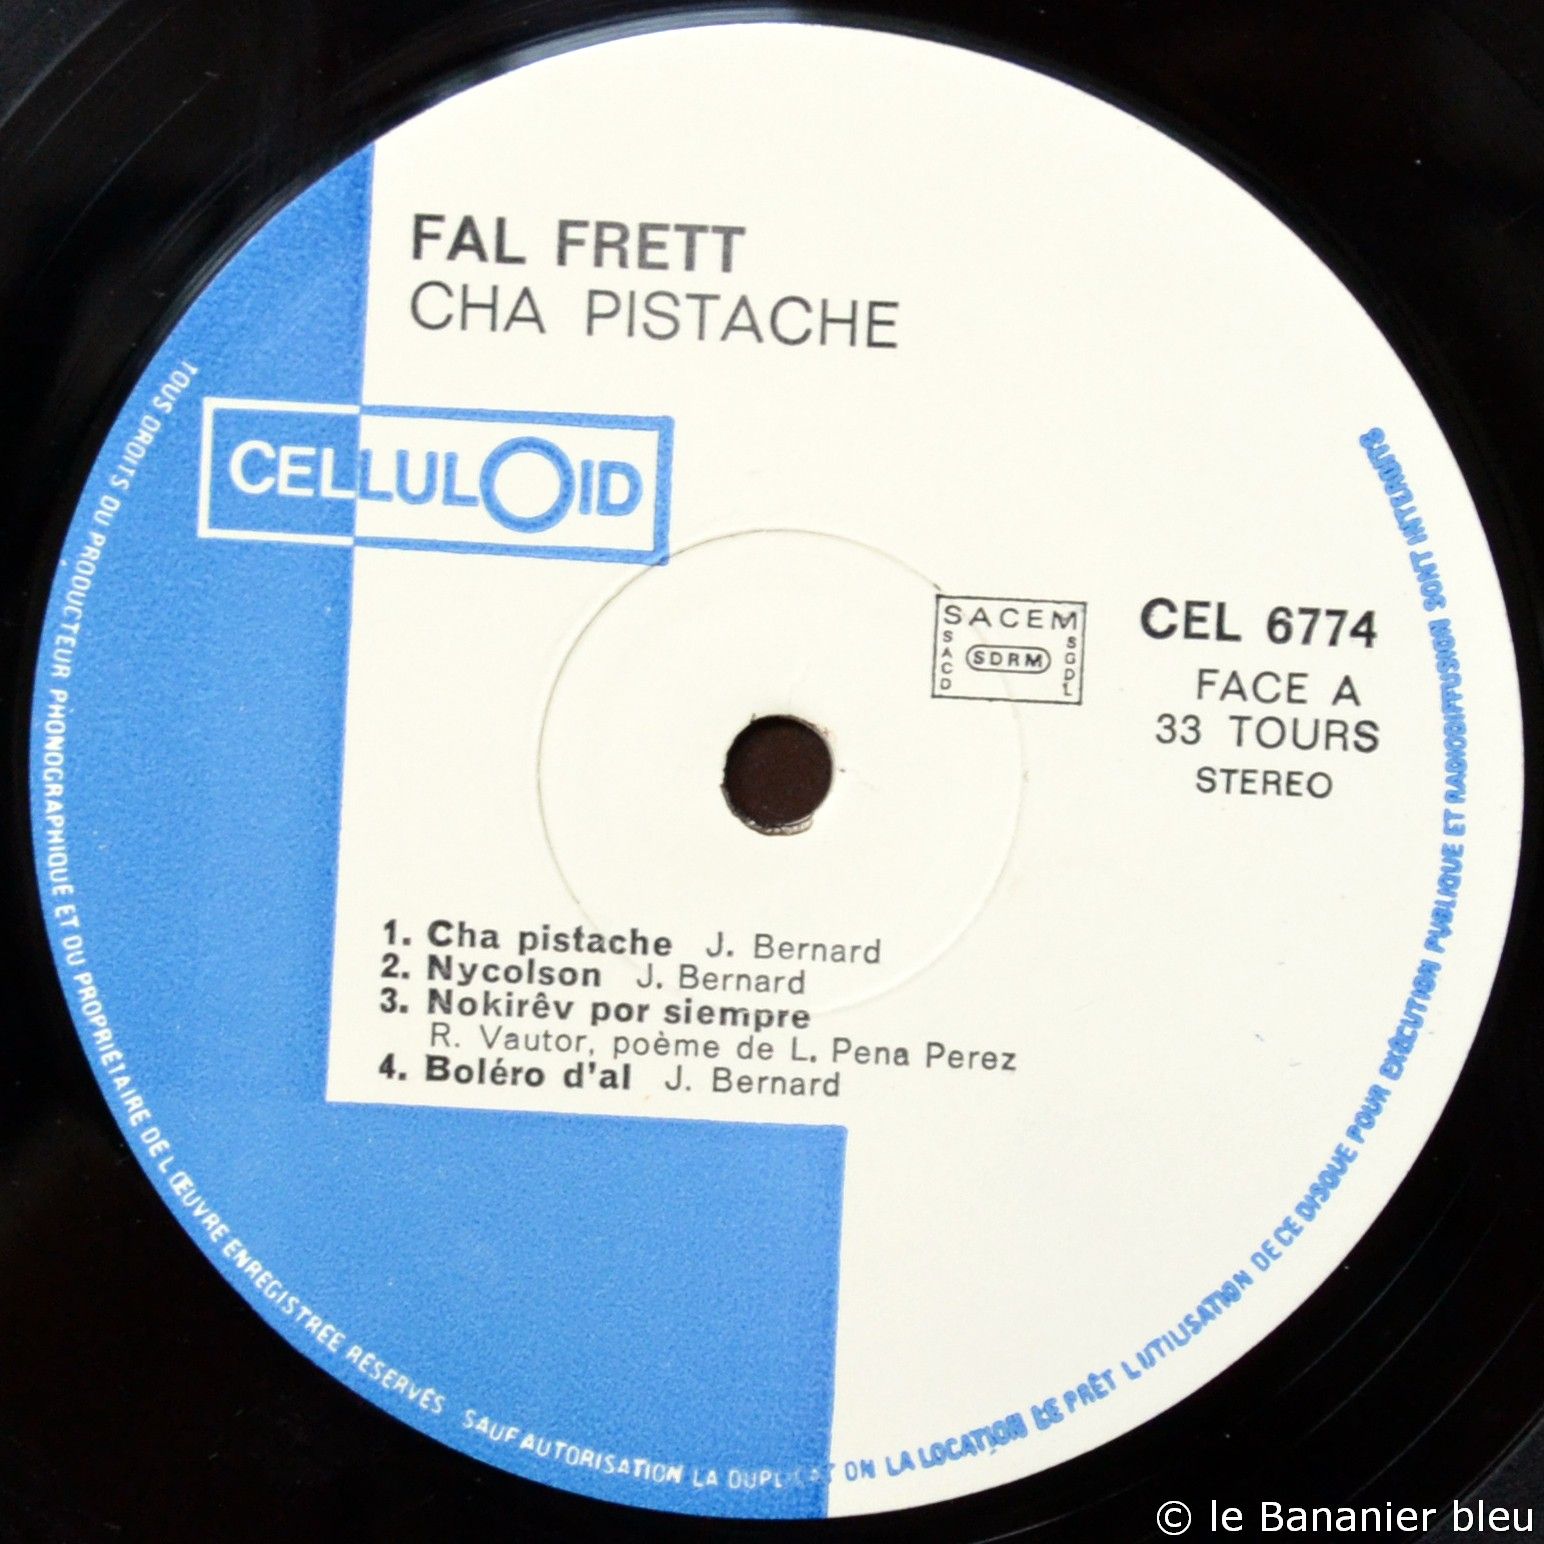 FAL FRETT
CHA PISTACHE
CELLULOID
SACEM
SACD
SDRM
SGDL
CEL 6774
FACE A
33 TOURS
STEREO
1. Cha pistache J. Bernard
2. Nycolson J. Bernard
3. Nokirêv por siempre
R. Vautor, poème de L. Pena Perez
4. Boléro d'al J. Bernard
TOUS DROITS DU PRODUCTEUR PHONOGRAPHIQUE ET DU PROPRIETAIRE DE L ŒUVRE ENREGISTRÉE RÉSERVÉS SAUF AUTORISATION LA DUPLICATION LA LOCATION LE PRÊT L UTILISATION DE CE DISQUE POUR EXÉCUTION PUBLIQUE ET RADIODIFFUSION SONT INTERDITS
© le Bananier bleu